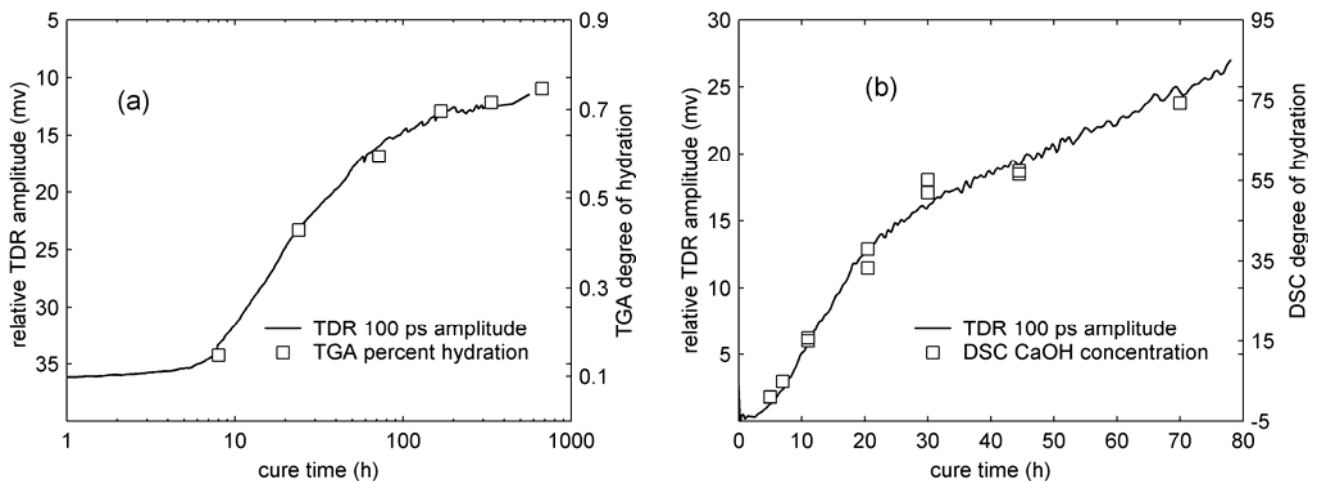 (a)
relative TDR amplitude (mv)
5
10
15
20
25
30
35
TGA degree of hydration
0.9
0.7
0.5
0.3
0.1
TDR 100 ps amplitude
TGA percent hydration
1 10 100 1000
cure time (h)
(b)
relative TDR amplitude (mv)
30
25
20
15
10
5
DSC degree of hydration
95
75
55
35
15
-5
TDR 100 ps amplitude
DSC CaOH concentration
0 10 20 30 40 50 60 70 80
cure time (h)